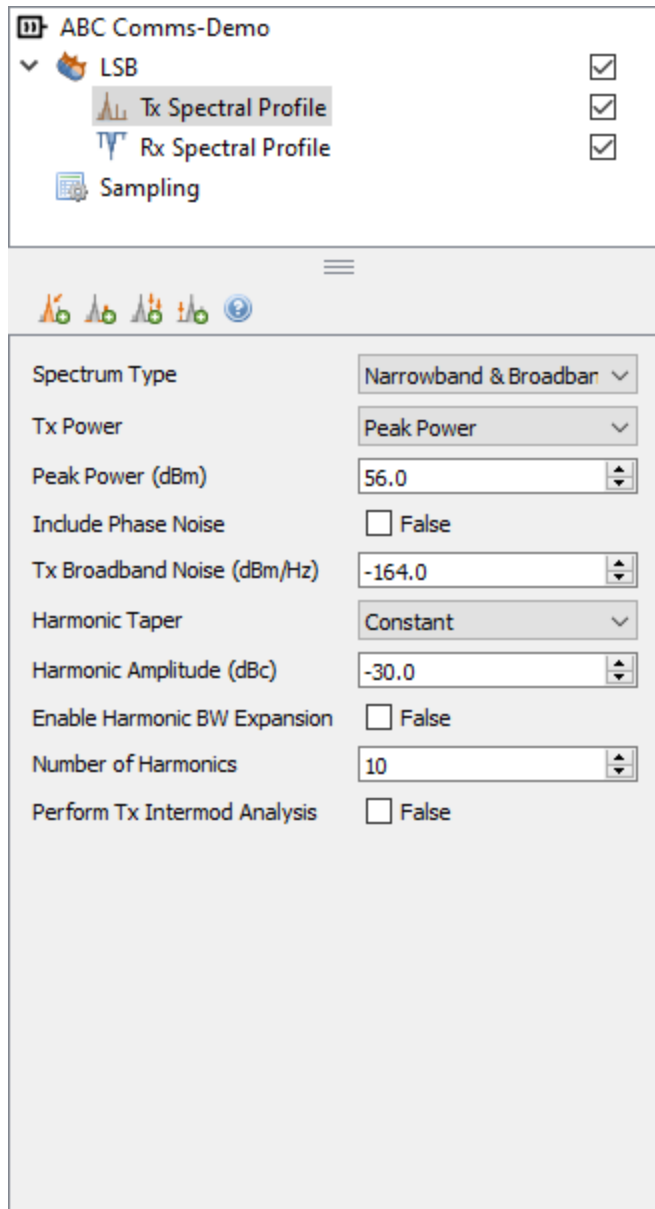 ABC Comms-Demo
LSB
Tx Spectral Profile
Rx Spectral Profile
Sampling
Spectrum Type Narrowband & Broadban
Tx Power Peak Power
Peak Power (dBm) 56.0
Include Phase Noise False
Tx Broadband Noise (dBm/Hz) -164.0
Harmonic Taper Constant
Harmonic Amplitude (dBc) -30.0
Enable Harmonic BW Expansion False
Number of Harmonics 10
Perform Tx Intermod Analysis False